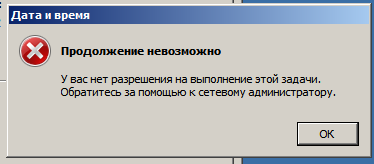 Дата и время
Продолжение невозможно
У вас нет разрешения на выполнение этой задачи.
Обратитесь за помощью к сетевому администратору.
OK